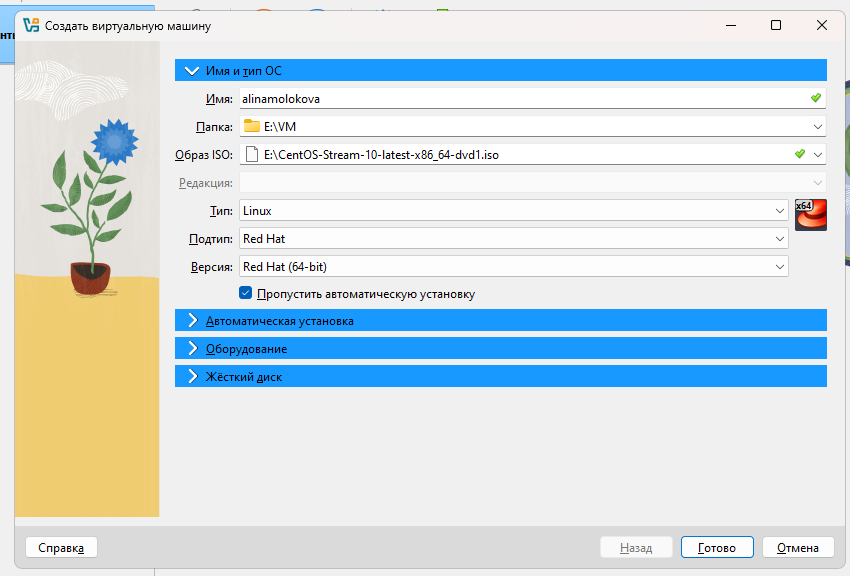 Создать виртуальную машину
Имя и тип ОС
Имя: alinamolokova
Папка: E:\VM
Образ ISO: E:\CentOS-Stream-10-latest-x86_64-dvd1.iso
Редакция:
Тип: Linux
x64
Подтип: Red Hat
Версия: Red Hat (64-bit)
Пропустить автоматическую установку
Автоматическая установка
Оборудование
Жёсткий диск
Справка Назад Готово Отмена